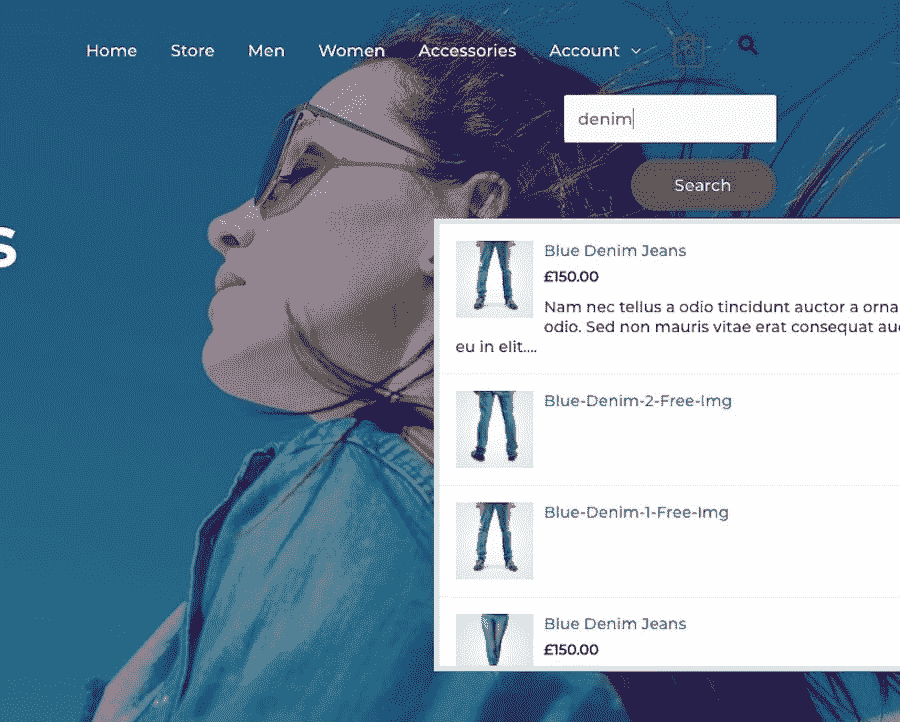 Home Store Men Women Accessories Account
denim
Search
s
Blue Denim Jeans
£150.00
Nam nec tellus a odio tincidunt auctor a orna
odio. Sed non mauris vitae erat consequat auc
eu in elit....
Blue-Denim-2-Free-Img
Blue-Denim-1-Free-Img
Blue Denim Jeans
£150.00